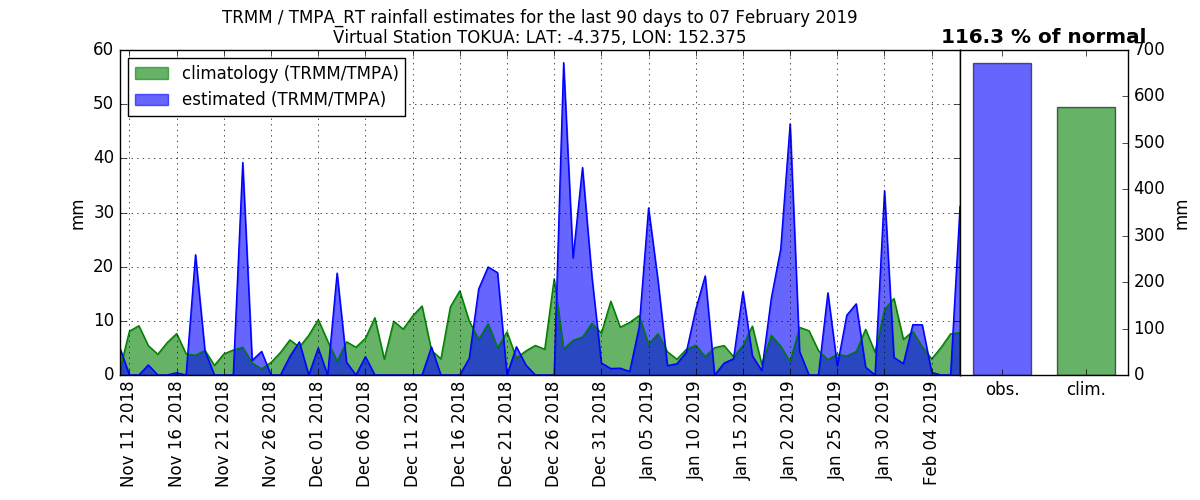 TRMM / TMPA_RT rainfall estimates for the last 90 days to 07 February 2019
Virtual Station TOKUA: LAT: -4.375, LON: 152.375
116.3 % of normal
climatology (TRMM/TMPA)
estimated (TRMM/TMPA)
60
50
40
30
20
10
0
mm
700
600
500
400
300
200
100
0
mm
Nov 11 2018
Nov 16 2018
Nov 21 2018
Nov 26 2018
Dec 01 2018
Dec 06 2018
Dec 11 2018
Dec 16 2018
Dec 21 2018
Dec 26 2018
Dec 31 2018
Jan 05 2019
Jan 10 2019
Jan 15 2019
Jan 20 2019
Jan 25 2019
Jan 30 2019
Feb 04 2019
obs.
clim.